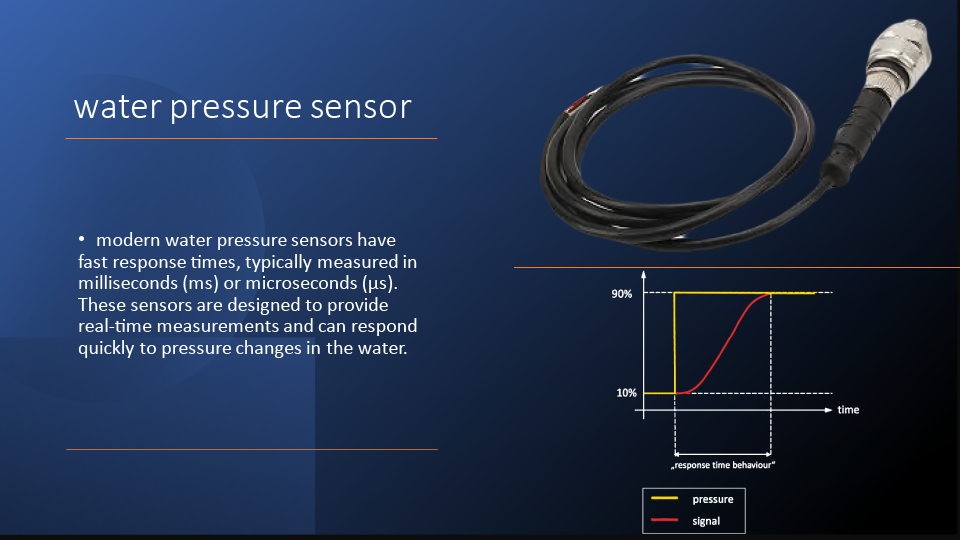 water pressure sensor
• modern water pressure sensors have
fast response times, typically measured in
milliseconds (ms) or microseconds (μs).
These sensors are designed to provide
real-time measurements and can respond
quickly to pressure changes in the water.
90%
10%
time
„response time behaviour“
pressure
signal